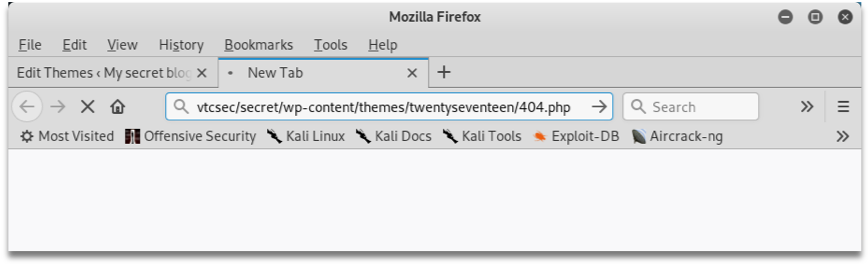 Mozilla Firefox
File Edit View History Bookmarks Tools Help
Edit Themes ‹ My secret blog New Tab
vtcsec/secret/wp-content/themes/twentyseventeen/404.php Search
Most Visited Offensive Security Kali Linux Kali Docs Kali Tools Exploit-DB Aircrack-ng